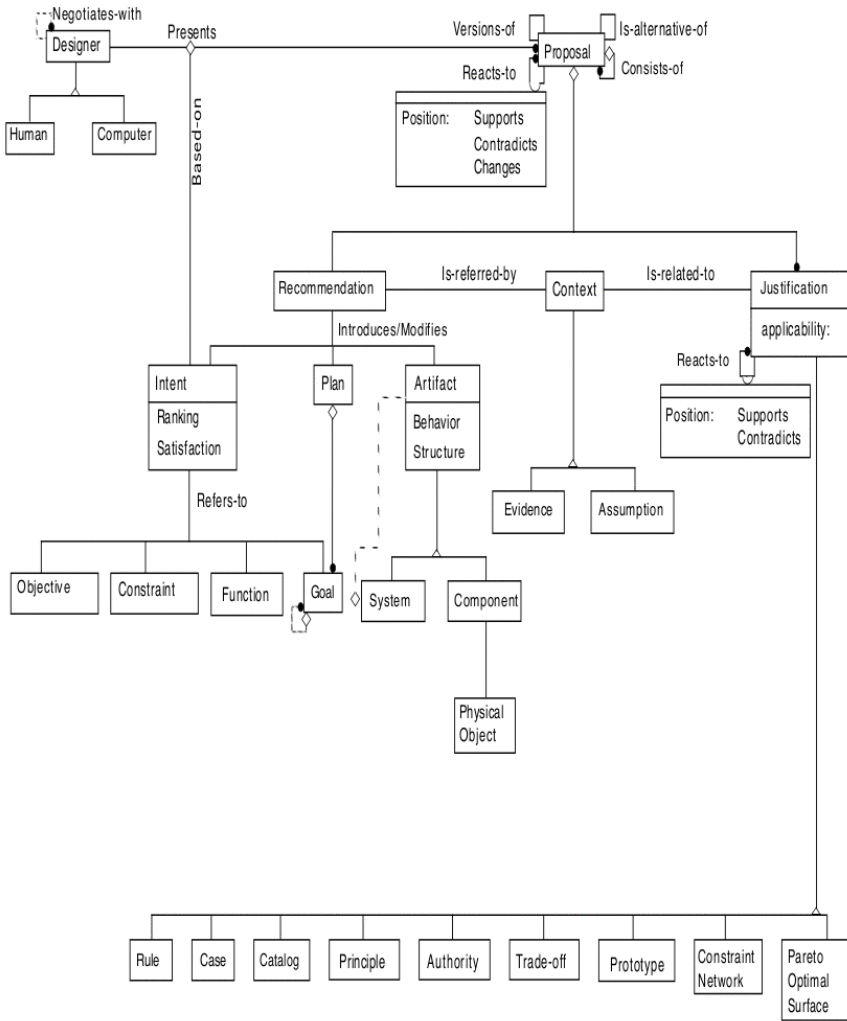 Negotiates-with
Designer
Presents
Versions-of
Is-alternative-of
Proposal
Reacts-to
Consists-of
Human
Computer
Based-on
Position: Supports
Contradicts
Changes
Recommendation
Is-referred-by
Context
Is-related-to
Justification
applicability:
Introduces/Modifies
Reacts-to
Intent
Ranking
Satisfaction
Plan
Artifact
Behavior
Structure
Position: Supports
Contradicts
Refers-to
Evidence
Assumption
Objective
Constraint
Function
Goal
System
Component
Physical
Object
Rule
Case
Catalog
Principle
Authority
Trade-off
Prototype
Constraint
Network
Pareto
Optimal
Surface